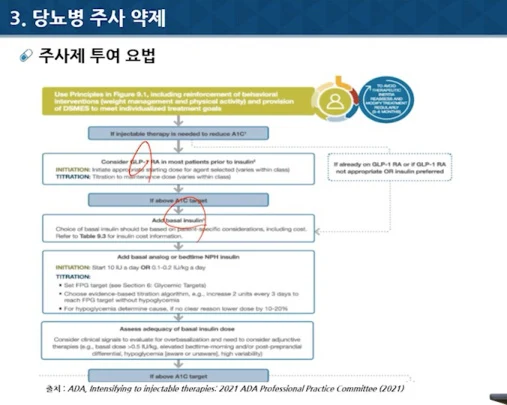 3. 당뇨병 주사 약제
주사제 투여 요법
Use Principles in Figure 9.1, including reinforcement of behavioral
interventions (weight management and physical activity) and provision
of DSMES to meet individualized treatment goals
TO AVOID
THERAPEUTIC
INERTIA
REASSESS AND
MODIFY TREATMENT
REGULARLY
(3-6 MONTHS)
If injectable therapy is needed to reduce A1C
Consider GLP-1 RA in most patients prior to insulin
INITIATION: Initiate appropriate starting dose for agent selected (varies within class)
TITRATION: Titration to maintenance dose (varies within class)
If already on GLP-1 RA or if GLP-1 RA
not appropriate OR insulin preferred
If above A1C target
Add basal insulin
Choice of basal insulin should be based on patient-specific considerations, including cost.
Refer to Table 9.3 for insulin cost information.
Add basal analog or bedtime NPH insulin
INITIATION: Start 10 IU a day OR 0.1-0.2 IU/kg a day
TITRATION:
• Set FPG target (see Section 6: Glycemic Targets)
• Choose evidence-based titration algorithm, e.g., increase 2 units every 3 days to
reach FPG target without hypoglycemia
• For hypoglycemia determine cause, if no clear reason lower dose by 10-20%
Assess adequacy of basal insulin dose
Consider clinical signals to evaluate for overbasalization and need to consider adjunctive
therapies (e.g., basal dose >0.5 IU/kg, elevated bedtime-morning and/or post-preprandial
differential, hypoglycemia [aware or unaware], high variability)
If above A1C target
출처 : ADA, Intensifying to injectable therapies: 2021 ADA Professional Practice Committee (2021)